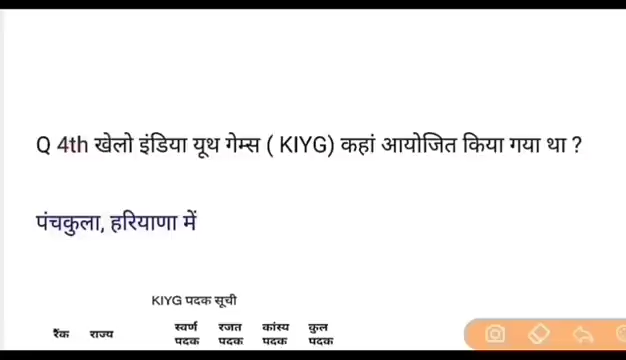 Q 4th खेलो इंडिया यूथ गेम्स ( KIYG) कहां आयोजित किया गया था ?
पंचकुला, हरियाणा में
KIYG पदक सूची
रैंक राज्य स्वर्ण पदक रजत पदक कांस्य पदक कुल पदक